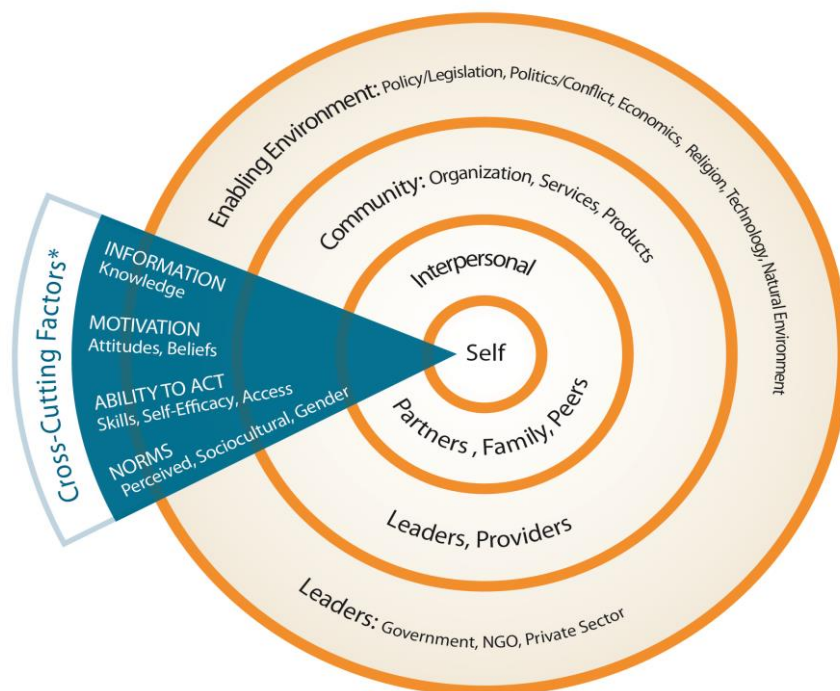 Enabling Environment: Policy/Legislation, Politics/Conflict, Economics, Religion, Technology, Natural Environment
Community: Organization, Services, Products
Interpersonal
Self
Partners , Family, Peers
Leaders, Providers
Leaders: Government, NGO, Private Sector
Cross-Cutting Factors*
INFORMATION
Knowledge
MOTIVATION
Attitudes, Beliefs
ABILITY TO ACT
Skills, Self-Efficacy, Access
NORMS
Perceived, Sociocultural, Gender